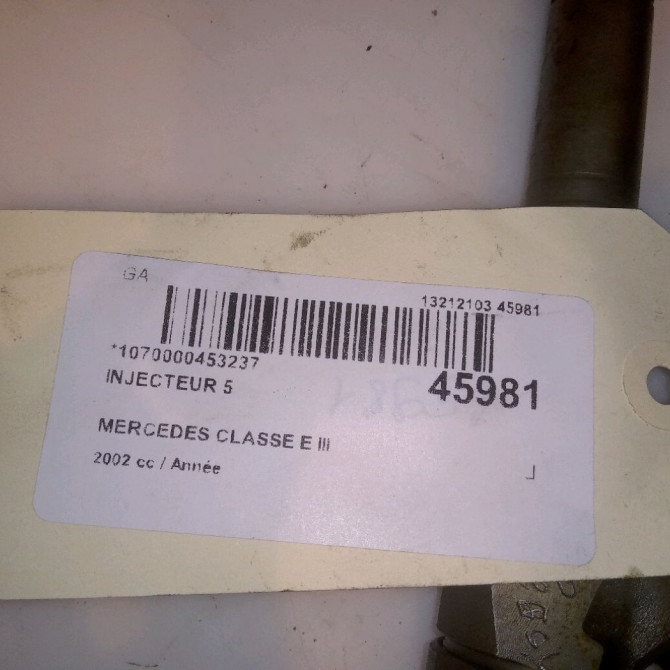 GA
13212103 45981
*1070000453237
INJECTEUR 5
45981
MERCEDES CLASSE E III
2002 cc / Année